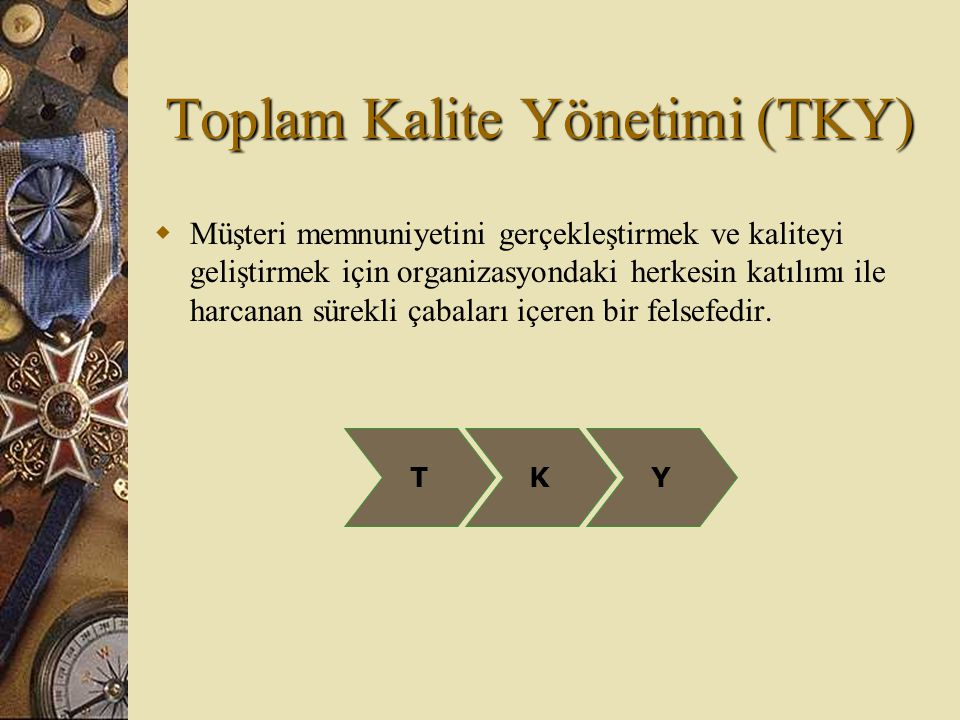 Toplam Kalite Yönetimi (TKY)
Müşteri memnuniyetini gerçekleştirmek ve kaliteyi
geliştirmek için organizasyondaki herkesin katılımı ile
harcanan sürekli çabaları içeren bir felsefedir.
T K Y